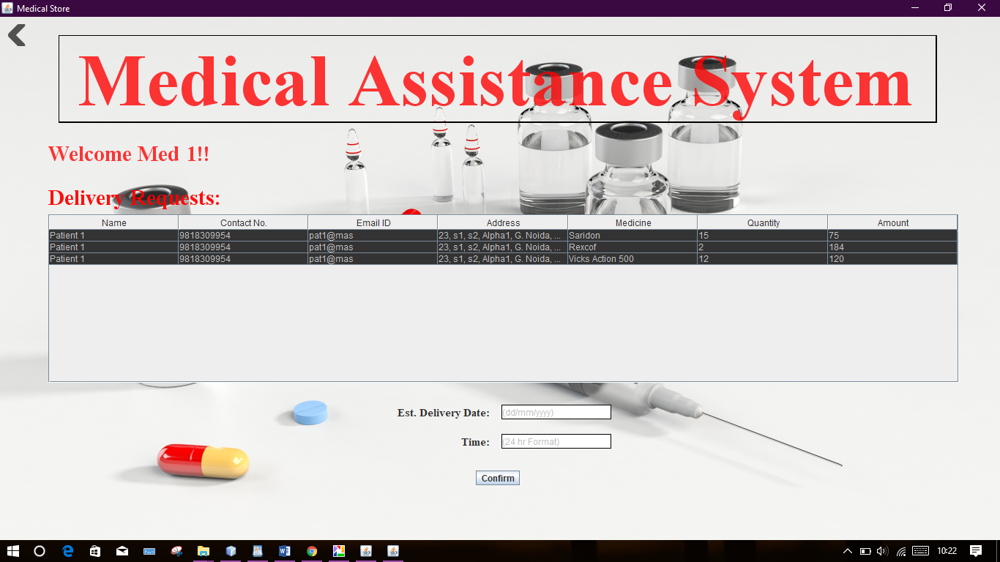 Medical Store
Medical Assistance System
Welcome Med 1!!
Delivery Requests:
Name Contact No. Email ID Address Medicine Quantity Amount
Patient 1 9818309954 pat1@mas 23, s1, s2, Alpha1, G. Noida, ... Saridon 15 75
Patient 1 9818309954 pat1@mas 23, s1, s2, Alpha1, G. Noida, ... Rexcof 2 184
Patient 1 9818309954 pat1@mas 23, s1, s2, Alpha1, G. Noida, ... Vicks Action 500 12 120
Est. Delivery Date: (dd/mm/yyyy)
Time: (24 hr Format)
Confirm
10:22